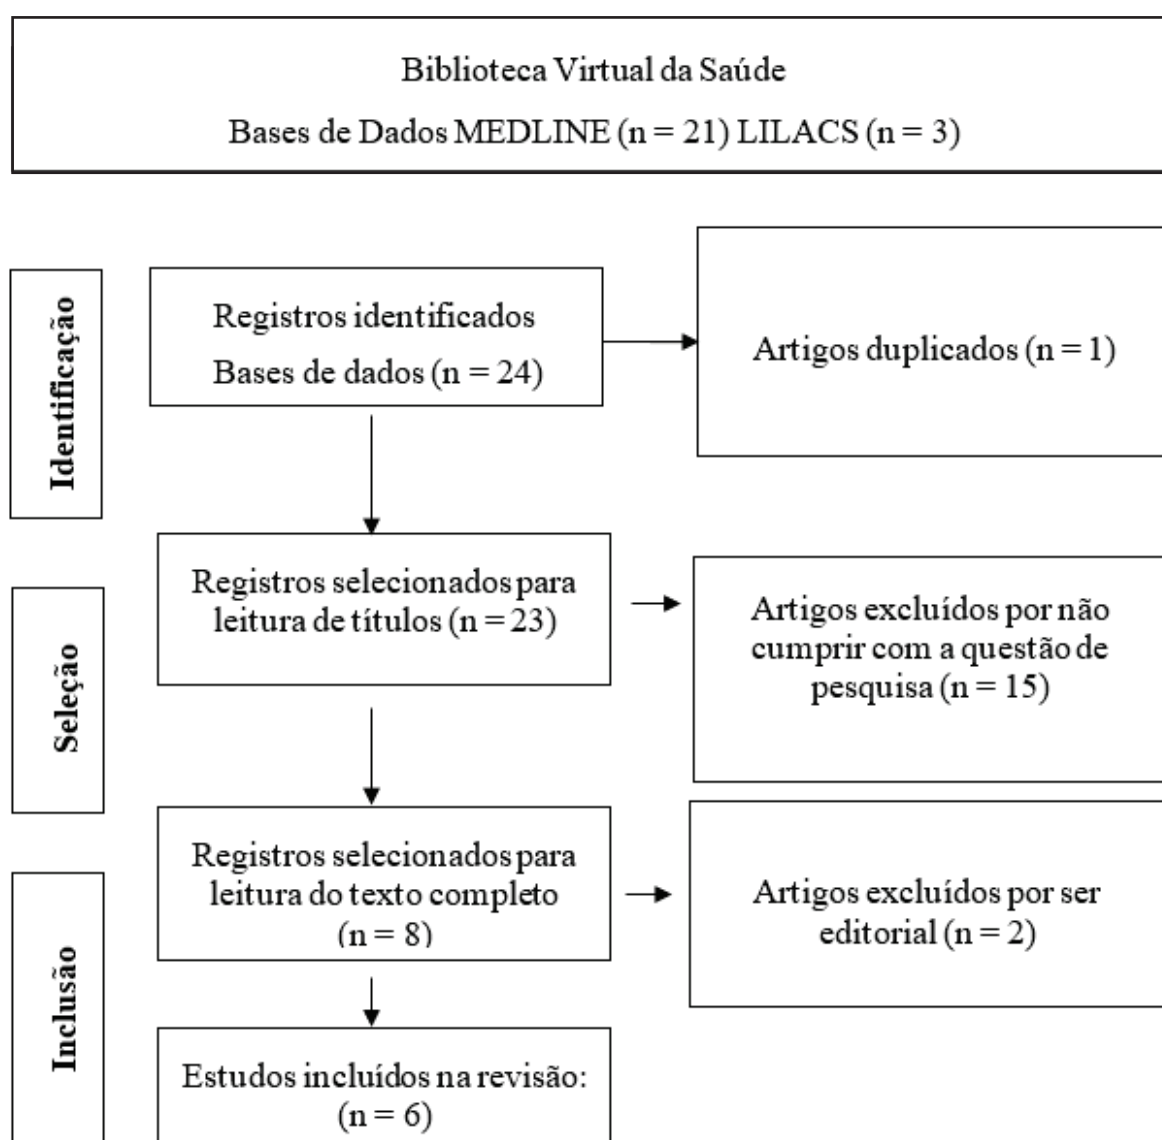 Biblioteca Virtual da Saúde
Bases de Dados MEDLINE (n = 21) LILACS (n = 3)
Identificação
Registros identificados
Bases de dados (n = 24)
Artigos duplicados (n = 1)
Seleção
Registros selecionados para
leitura de títulos (n = 23)
Artigos excluídos por não
cumprir com a questão de
pesquisa (n = 15)
Inclusão
Registros selecionados para
leitura do texto completo
(n = 8)
Artigos excluídos por ser
editorial (n = 2)
Estudos incluídos na revisão:
(n = 6)